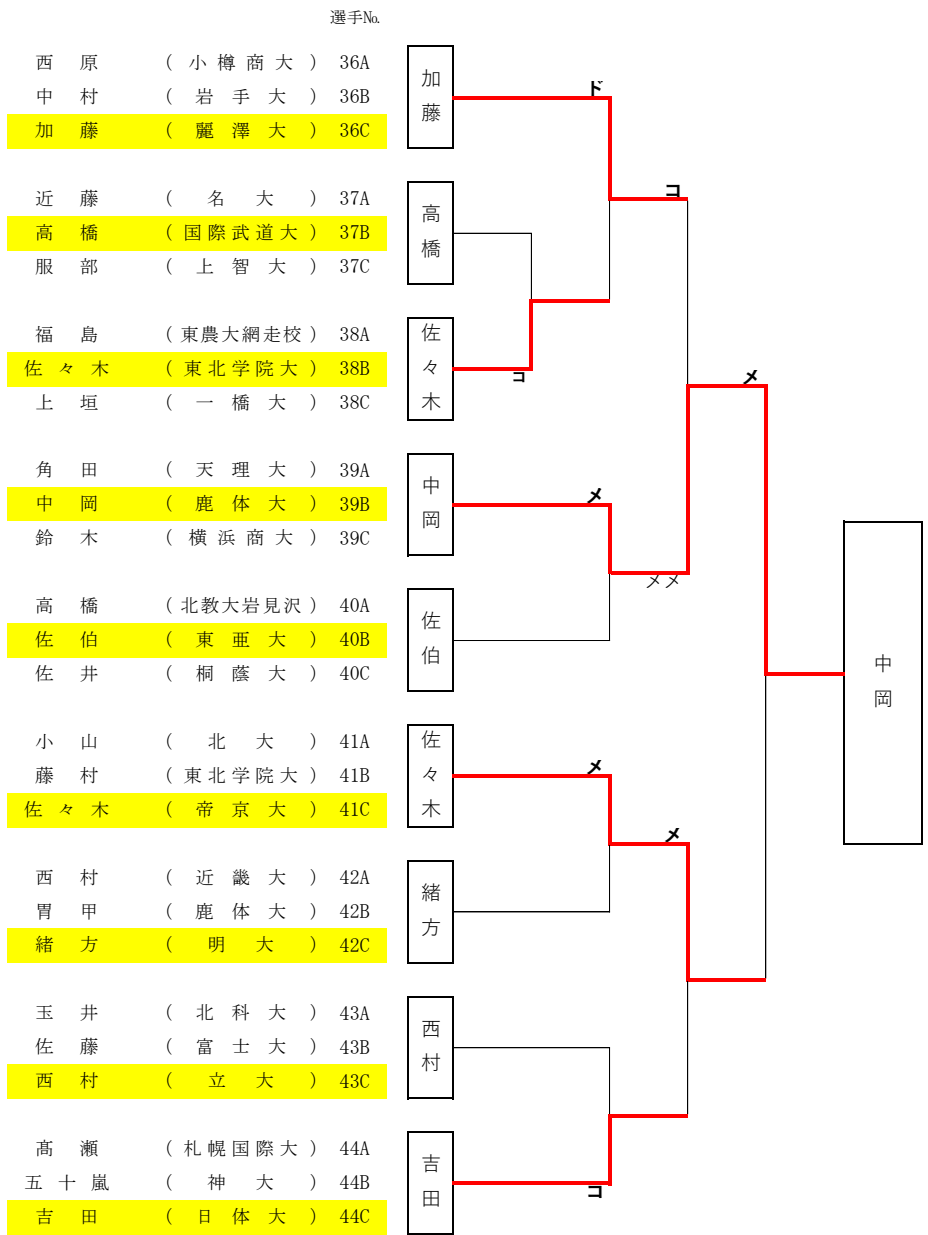 選手№
西 原 ( 小 樽 商 大 ) 36A
中 村 ( 岩 手 大 ) 36B
加 藤 ( 麗 澤 大 ) 36C
加藤
ド
コ
近 藤 ( 名 大 ) 37A
高 橋 ( 国際武道大 ) 37B
服 部 ( 上 智 大 ) 37C
高橋
福 島 ( 東農大網走校 ) 38A
佐 々 木 ( 東北学院大 ) 38B
上 垣 ( 一 橋 大 ) 38C
佐々木
コ
メ
角 田 ( 天 理 大 ) 39A
中 岡 ( 鹿 体 大 ) 39B
鈴 木 ( 横 浜 商 大 ) 39C
中岡
メ
メメ
高 橋 ( 北教大岩見沢 ) 40A
佐 伯 ( 東 亜 大 ) 40B
佐 井 ( 桐 蔭 大 ) 40C
佐伯
中岡
小 山 ( 北 大 ) 41A
藤 村 ( 東北学院大 ) 41B
佐 々 木 ( 帝 京 大 ) 41C
佐々木
メ
メ
西 村 ( 近 畿 大 ) 42A
胃 甲 ( 鹿 体 大 ) 42B
緒 方 ( 明 大 ) 42C
緒方
玉 井 ( 北 科 大 ) 43A
佐 藤 ( 富 士 大 ) 43B
西 村 ( 立 大 ) 43C
西村
髙 瀬 ( 札幌国際大 ) 44A
五 十 嵐 ( 神 大 ) 44B
吉 田 ( 日 体 大 ) 44C
吉田
コ